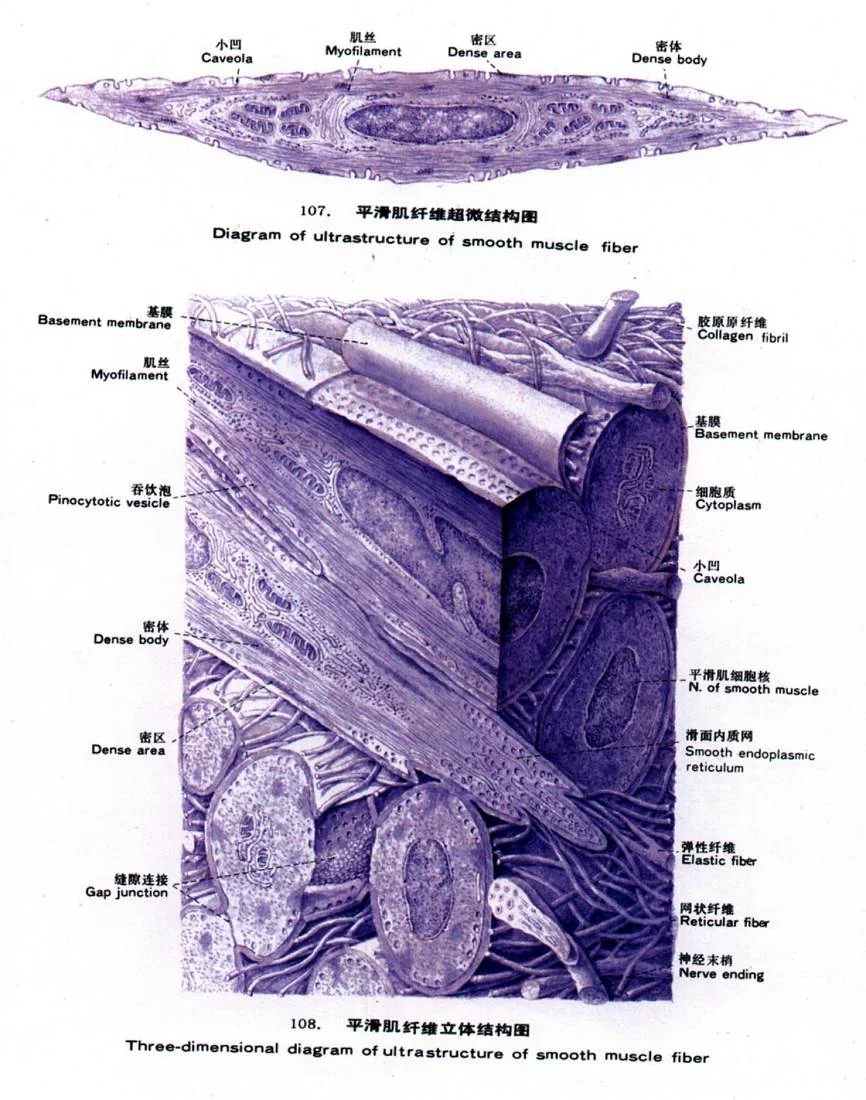 小凹
Caveola
肌丝
Myofilament
密区
Dense area
密体
Dense body
107. 平滑肌纤维超微结构图
Diagram of ultrastructure of smooth muscle fiber
基膜
Basement membrane
肌丝
Myofilament
吞饮泡
Pinocytotic vesicle
密体
Dense body
密区
Dense area
缝隙连接
Gap junction
胶原原纤维
Collagen fibril
基膜
Basement membrane
细胞质
Cytoplasm
小凹
Caveola
平滑肌细胞核
N. of smooth muscle
滑面内质网
Smooth endoplasmic
reticulum
弹性纤维
Elastic fiber
网状纤维
Reticular fiber
神经末梢
Nerve ending
108. 平滑肌纤维立体结构图
Three-dimensional diagram of ultrastructure of smooth muscle fiber